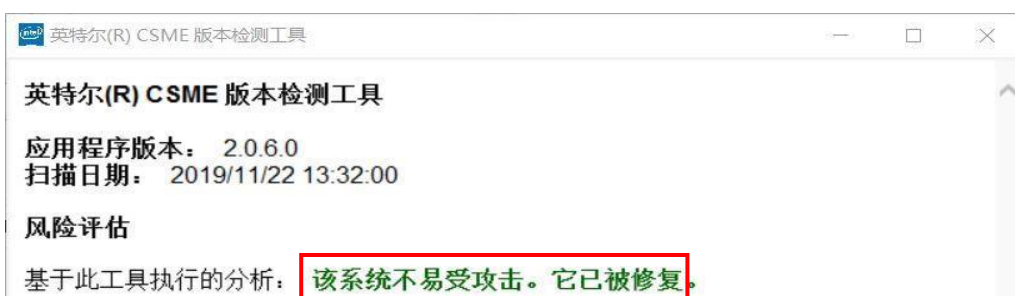 英特尔(R) CSME 版本检测工具
英特尔(R) CSME 版本检测工具
应用程序版本： 2.0.6.0
扫描日期： 2019/11/22 13:32:00
风险评估
基于此工具执行的分析： 该系统不易受攻击。它已被修复。